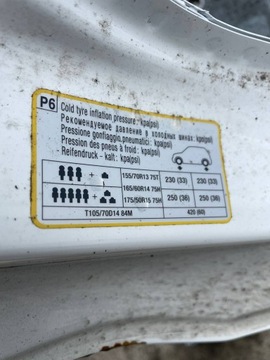 P6
Cold tyre inflation pressure : kpa(psi)
Рекомендуемое давление в холодных шинах: kpa(psi)
Pressione gonfiaggio,pneumatici: kpa(psi)
Pression des pneus à froid : kpa(psi)
Reifendruck - kalt : kpa(psi)
155/70R13 75T 230 (33) 230 (33)
165/60R14 75H
175/50R15 75H 250 (36) 250 (36)
T105/70D14 84M 420 (60)